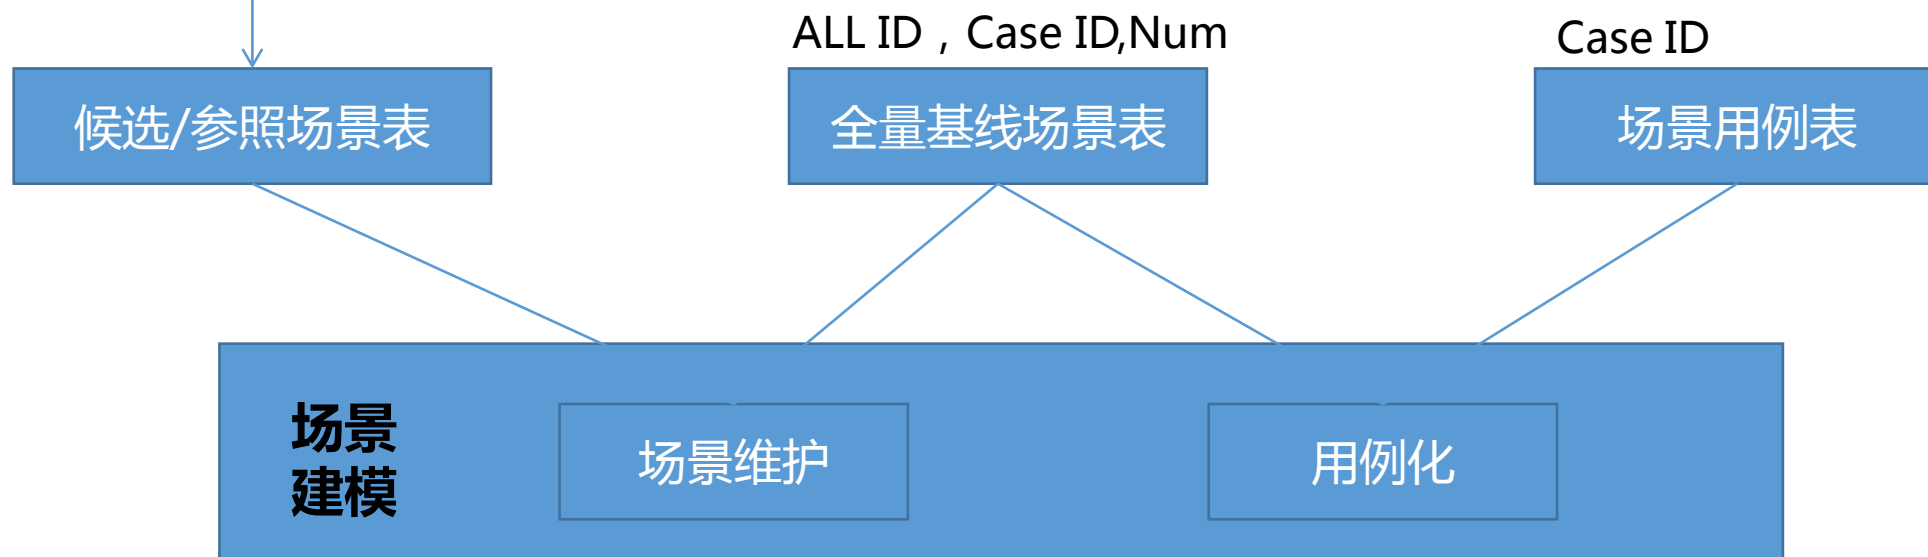 ALL ID，Case ID,Num
Case ID
候选/参照场景表
全量基线场景表
场景用例表
场景
建模
场景维护
用例化